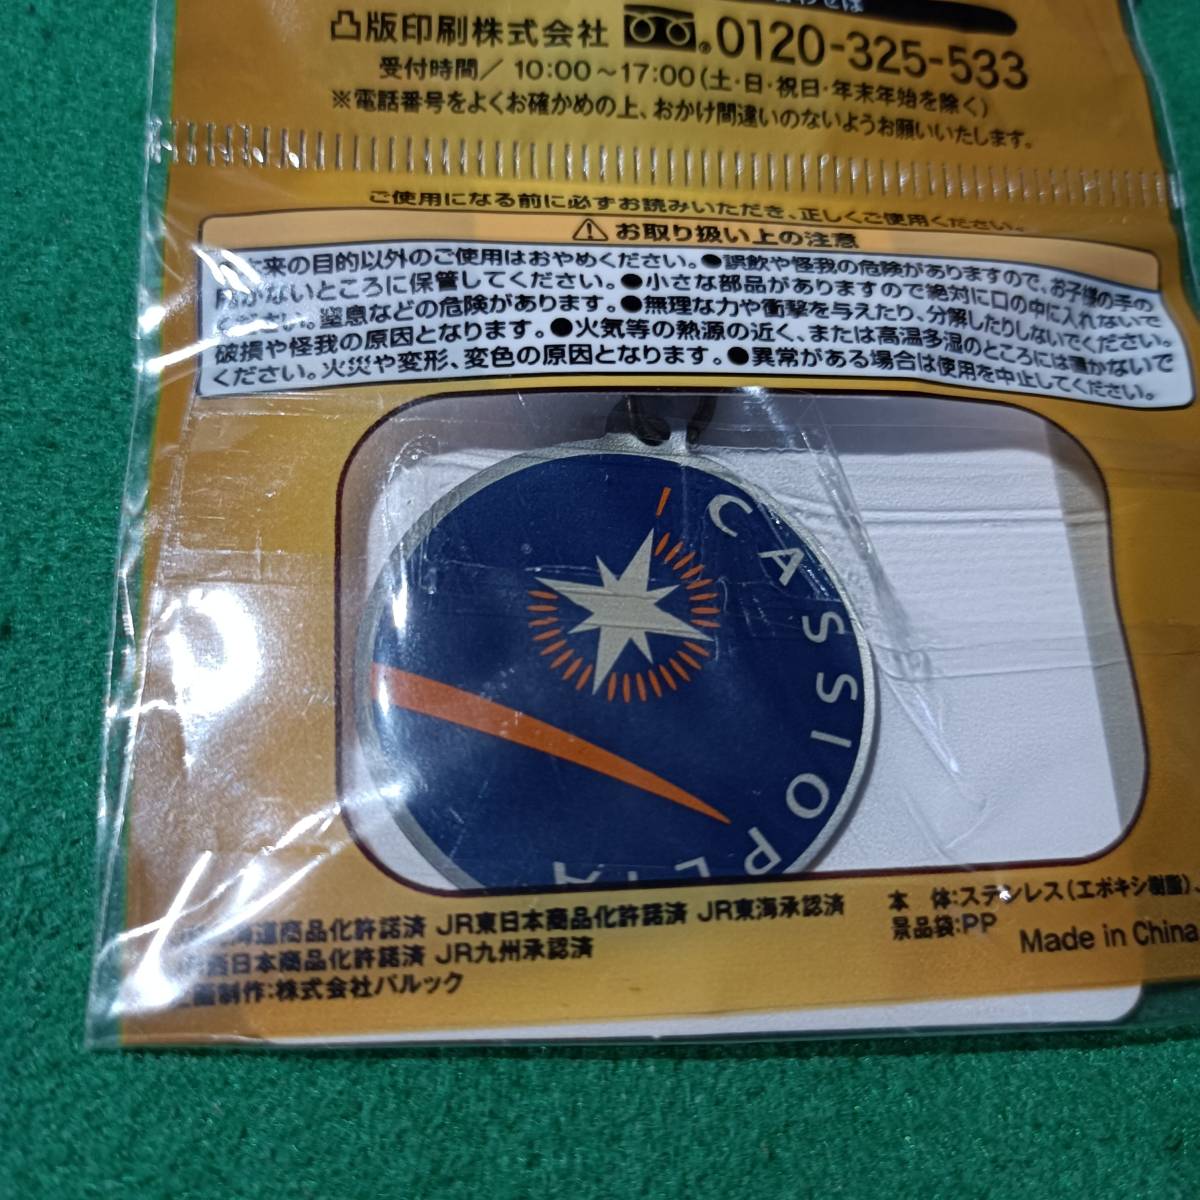 凸版印刷株式会社 0120-325-533
受付時間／10:00〜17:00(土・日・祝日・年末年始を除く)
※電話番号をよくお確かめの上、おかけ間違いのないようお願いいたします。
ご使用になる前に必ずお読みいただき、正しくご使用ください。
お取り扱い上の注意
本来の目的以外のご使用はおやめください。●誤飲や怪我の危険がありますので、お子様の手の
届かないところに保管してください。●小さな部品がありますので絶対に口の中に入れないで
ください。窒息などの危険があります。●無理な力や衝撃を与えたり、分解したりしないでください。
破損や怪我の原因となります。●火気等の熱源の近く、または高温多湿のところには置かないで
ください。火災や変形、変色の原因となります。●異常がある場合は使用を中止してください。
CASSIOPEIA
海道商品化許諾済 JR東日本商品化許諾済 JR東海承認済
西日本商品化許諾済 JR九州承認済
企画制作:株式会社バルック
本 体:ステンレス(エポキシ樹脂)、
景品袋:PP
Made in China